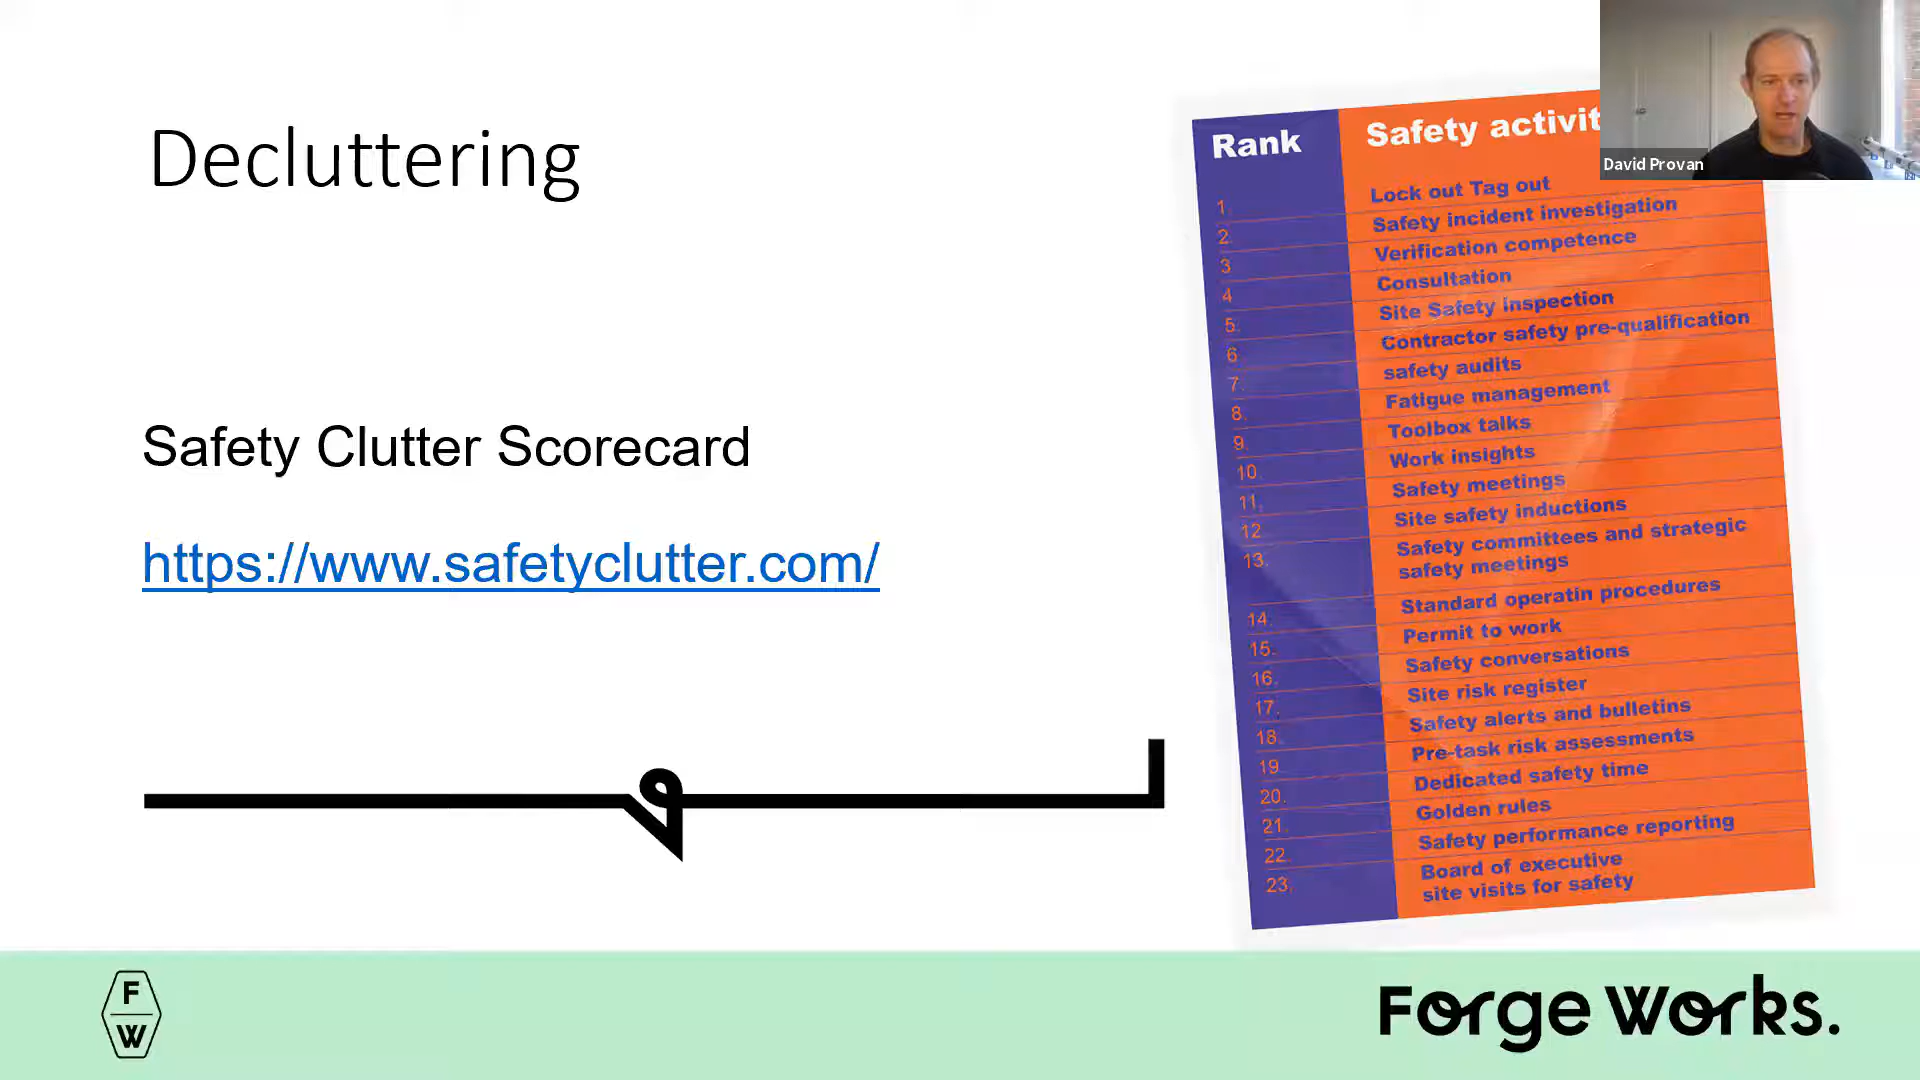 Decluttering
Safety Clutter Scorecard
https://www.safetyclutter.com/
Rank Safety activit
1. Lock out Tag out
2. Safety incident investigation
3 Verification competence
4 Consultation
5. Site Safety inspection
6. Contractor safety pre-qualification
7. safety audits
8. Fatigue management
9. Toolbox talks
10. Work insights
11. Safety meetings
12 Site safety inductions
13. Safety committees and strategic
safety meetings
14. Standard operatin procedures
15. Permit to work
16. Safety conversations
17. Site risk register
18. Safety alerts and bulletins
19 Pre-task risk assessments
20. Dedicated safety time
21. Golden rules
22. Safety performance reporting
23. Board of executive
site visits for safety
David Provan
F
W
Forge Works.